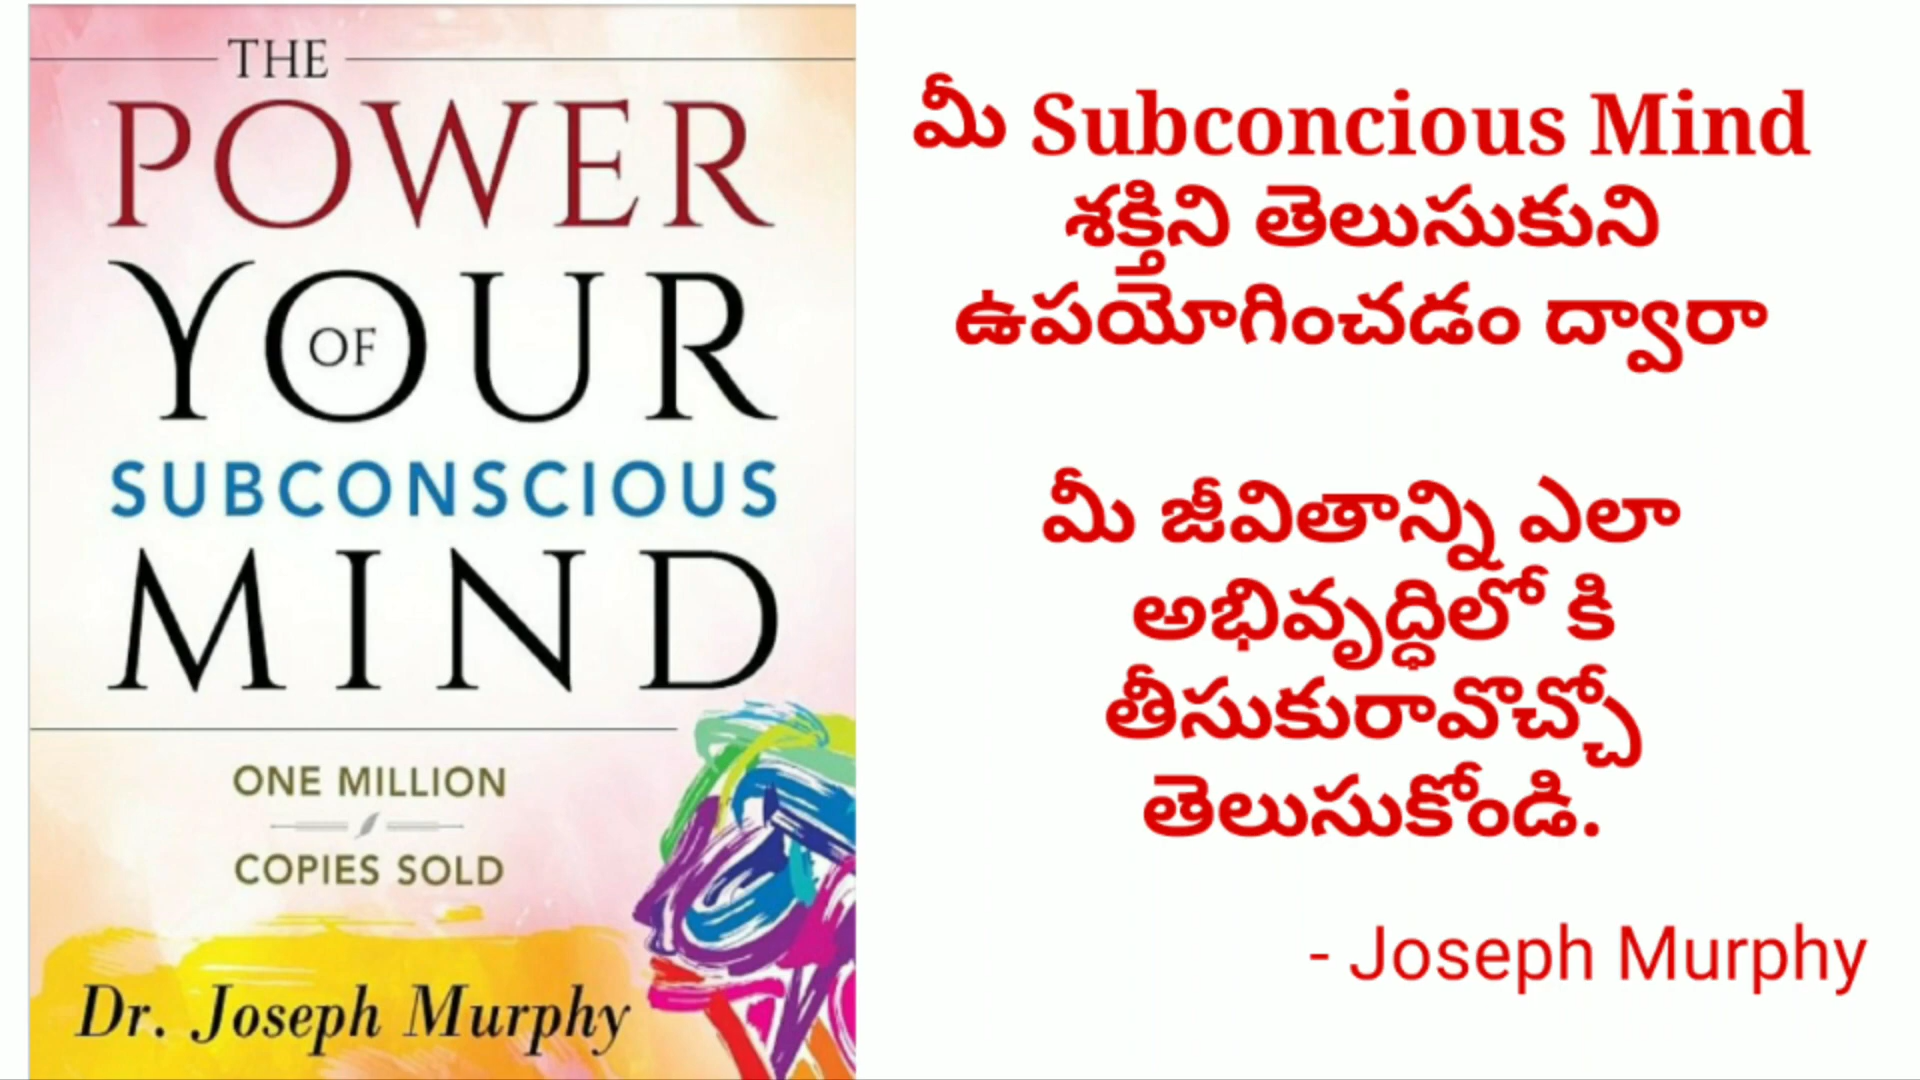 THE
POWER
OF
YOUR
SUBCONSCIOUS
MIND
ONE MILLION
COPIES SOLD
Dr. Joseph Murphy
మీ Subconcious Mind
శక్తిని తెలుసుకుని
ఉపయోగించడం ద్వారా
మీ జీవితాన్ని ఎలా
అభివృద్ధిలో కి
తీసుకురావొచ్చో
తెలుసుకోండి.
- Joseph Murphy